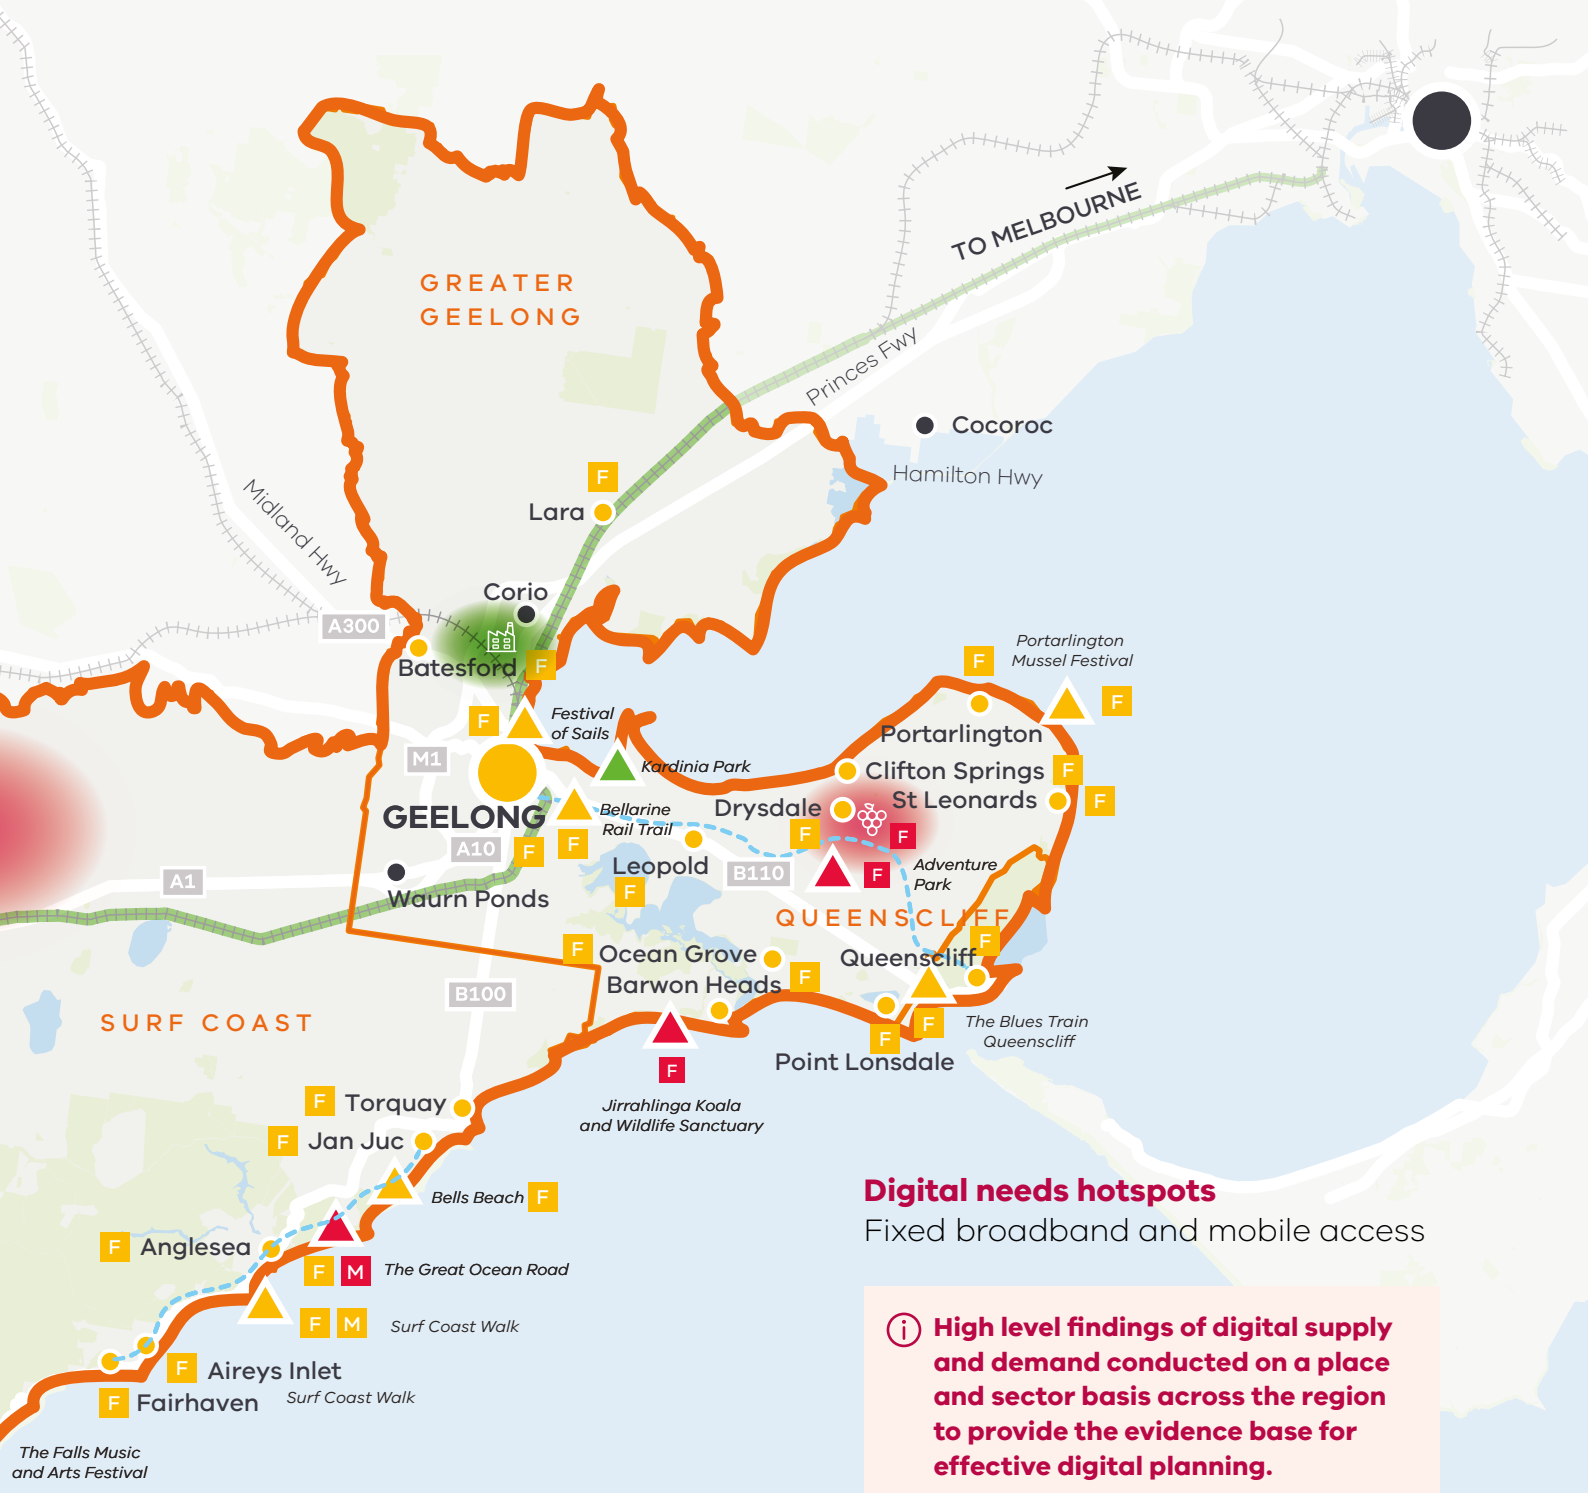 GREATER
GEELONG
TO MELBOURNE
Princes Fwy
Cocoroc
Hamilton Hwy
Midland Hwy
F
Lara
Corio
A300
Batesford
F
Portarlington
Mussel Festival
F
F
Portarlington
F
Festival
of Sails
M1
Kardinia Park
Clifton Springs
F
GEELONG
Bellarine
Rail Trail
Drysdale
St Leonards
F
F
F
A10
F
F
Leopold
B110
F
Adventure
Park
F
A1
Waurn Ponds
QUEENSCLIFF
F
F
Ocean Grove
Queenscliff
Barwon Heads
F
B100
SURF COAST
F
F
The Blues Train
Queenscliff
Point Lonsdale
F
Jirrahlinga Koala
and Wildlife Sanctuary
F
Torquay
F
Jan Juc
Bells Beach
F
F
Anglesea
F
M
The Great Ocean Road
F
M
Surf Coast Walk
F
Aireys Inlet
F
Fairhaven
Surf Coast Walk
The Falls Music
and Arts Festival
Digital needs hotspots
Fixed broadband and mobile access
i
High level findings of digital supply
and demand conducted on a place
and sector basis across the region
to provide the evidence base for
effective digital planning.